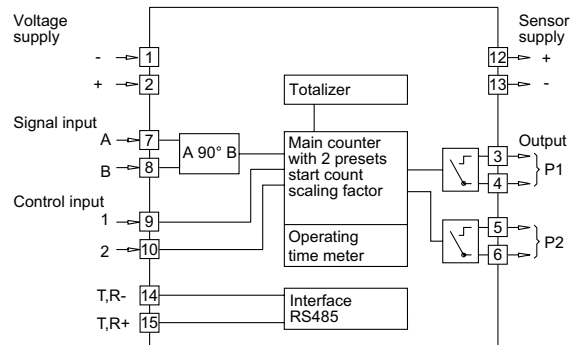 Voltage
supply
- 1
+ 2
Signal input
A 7
B 8
A 90° B
Control input
1 9
2 10
T,R- 14
T,R+ 15
Totalizer
Main counter
with 2 presets
start count
scaling factor
Operating
time meter
Interface
RS485
Sensor
supply
12 +
13 -
Output
3
4
P1
5
6
P2